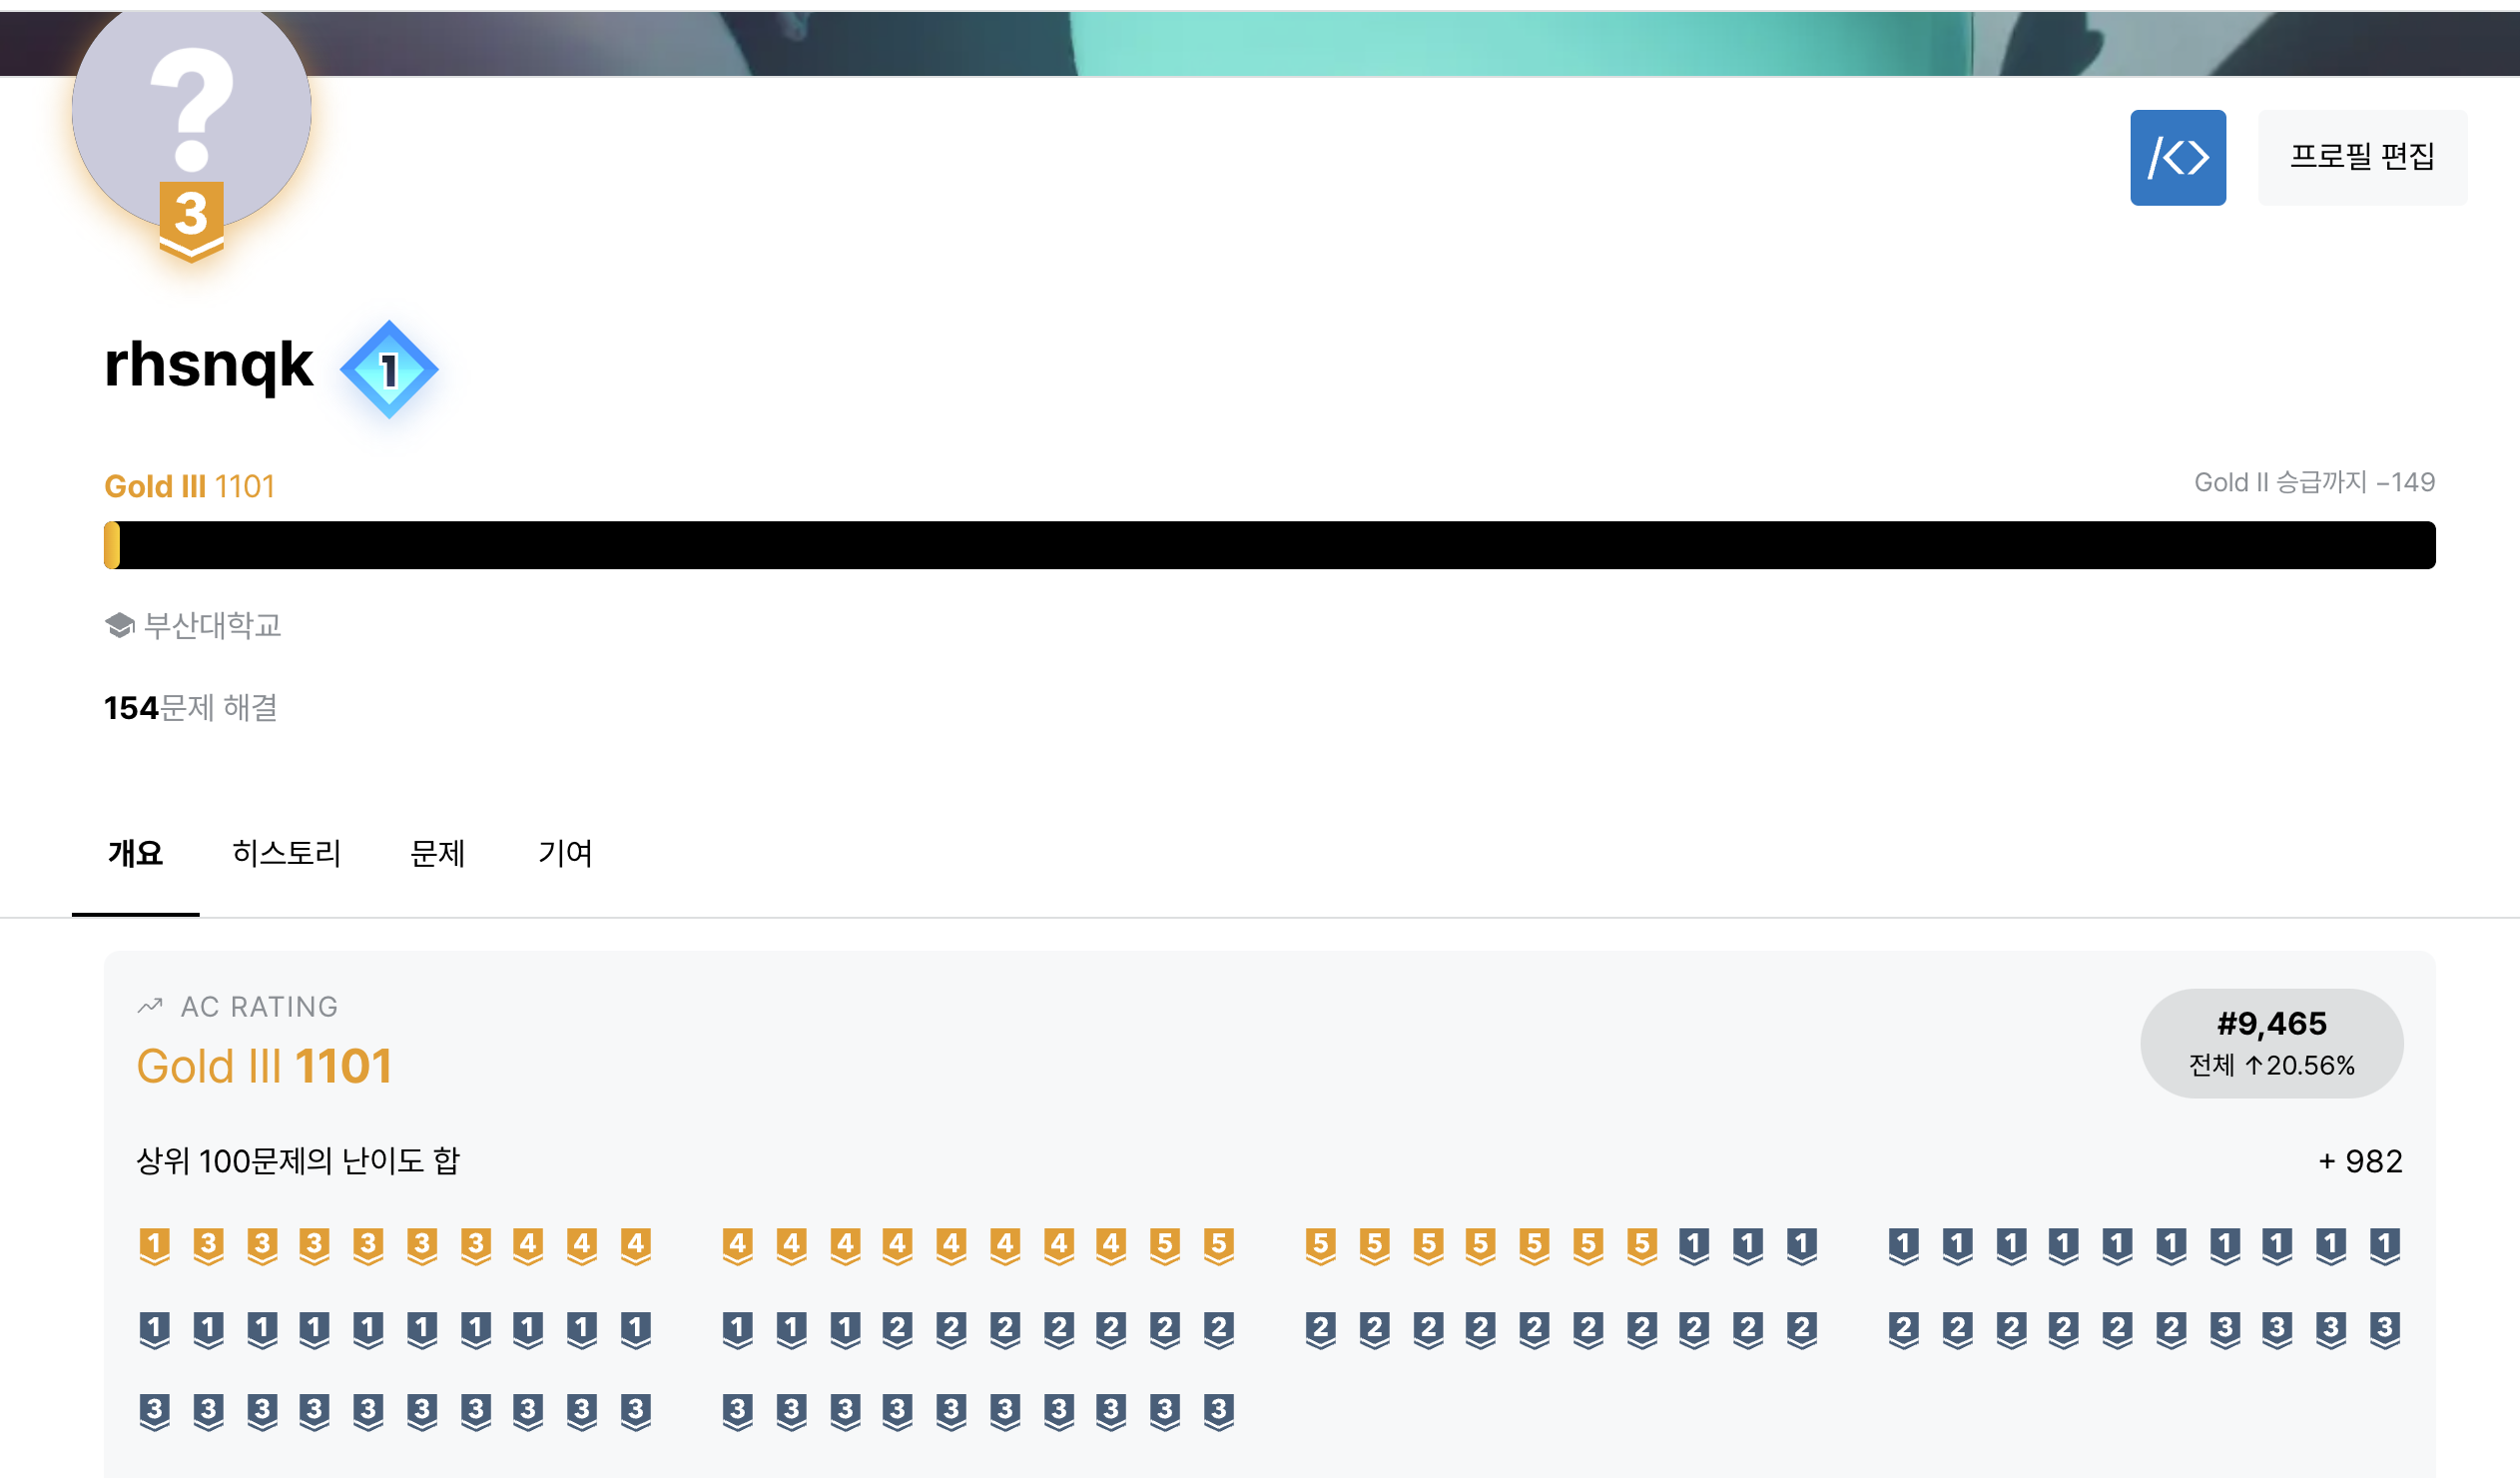 ?
3
/<>
프로필 편집
rhsnqk 1
Gold III 1101
Gold II 승급까지 −149
부산대학교
154문제 해결
개요 히스토리 문제 기여
AC RATING
Gold III 1101
#9,465
전체 ↑20.56%
상위 100문제의 난이도 합
+ 982
1 3 3 3 3 3 3 4 4 4 4 4 4 4 4 4 4 4 5 5 5 5 5 5 5 5 5 1 1 1 1 1 1 1 1 1 1 1 1 1
1 1 1 1 1 1 1 1 1 1 1 1 1 2 2 2 2 2 2 2 2 2 2 2 2 2 2 2 2 2 2 2 2 2 2 2 3 3 3 3
3 3 3 3 3 3 3 3 3 3 3 3 3 3 3 3 3 3 3 3